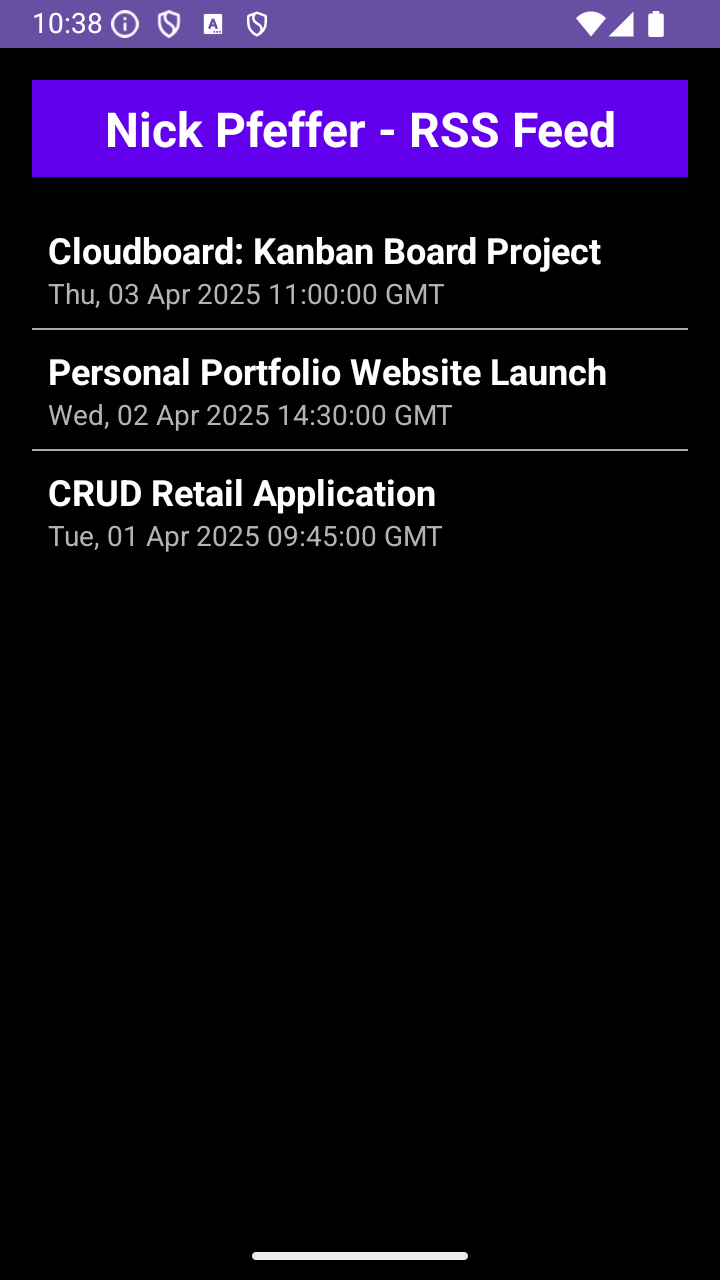 10:38
Nick Pfeffer - RSS Feed
Cloudboard: Kanban Board Project
Thu, 03 Apr 2025 11:00:00 GMT
Personal Portfolio Website Launch
Wed, 02 Apr 2025 14:30:00 GMT
CRUD Retail Application
Tue, 01 Apr 2025 09:45:00 GMT